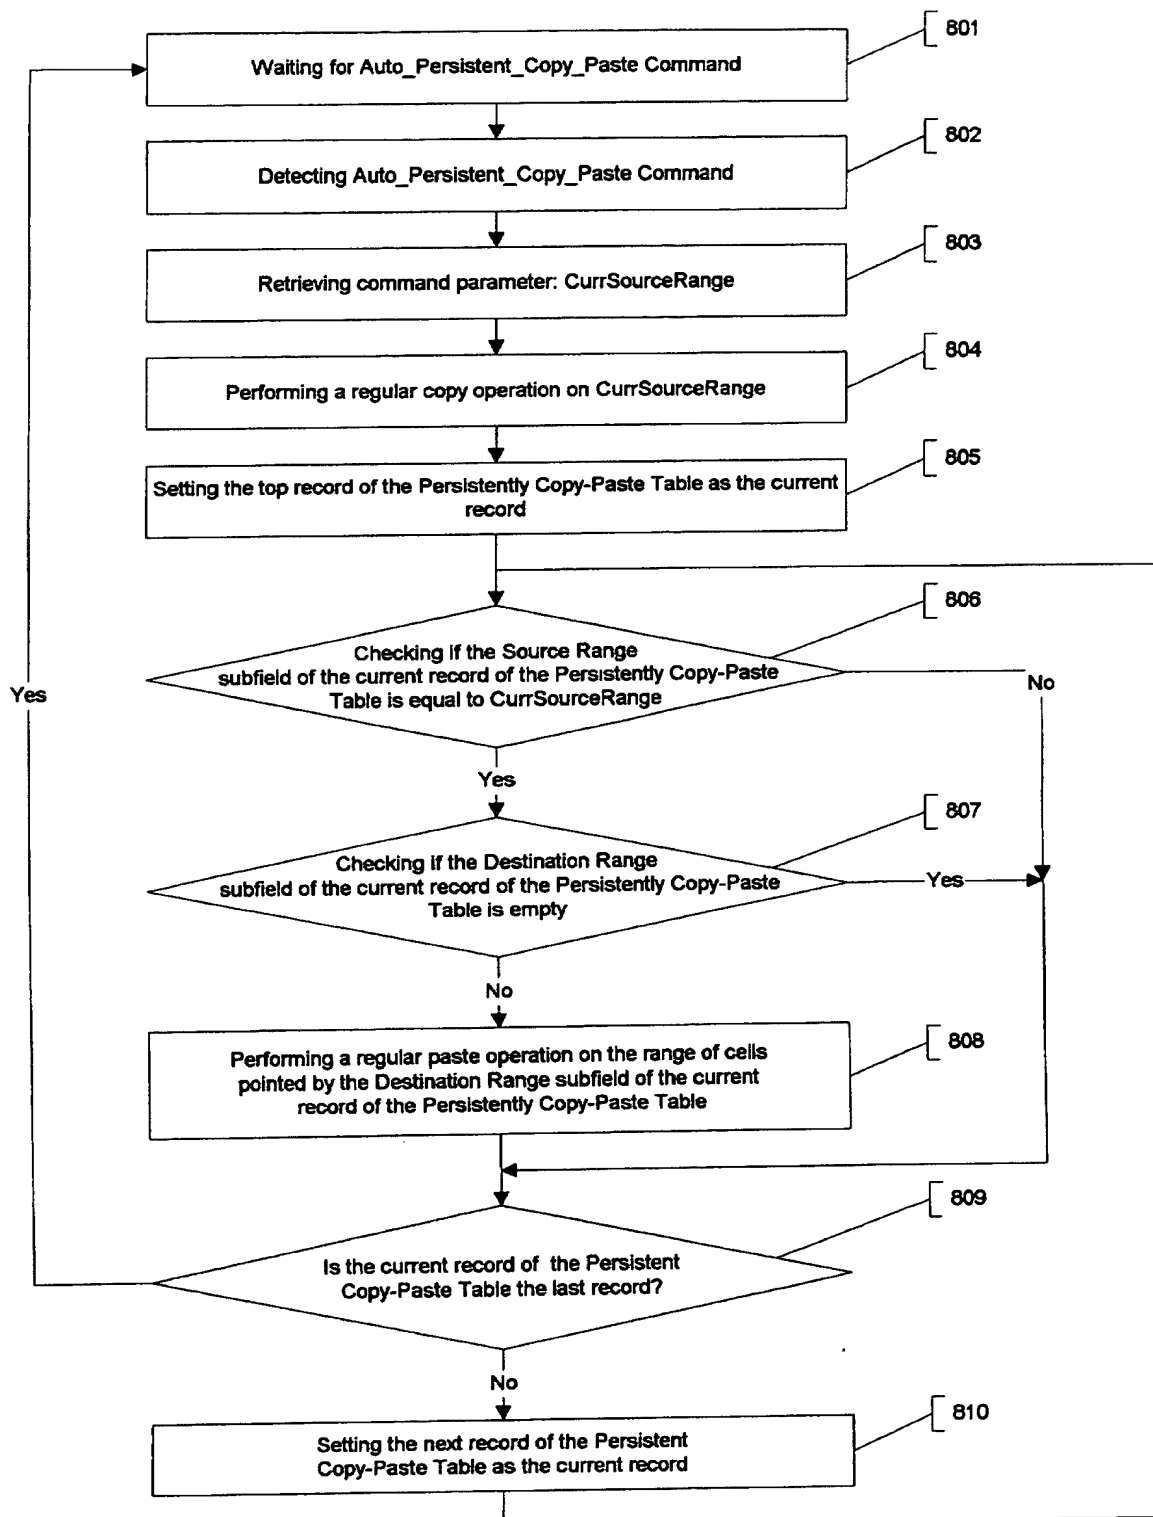 801
Waiting for Auto_Persistent_Copy_Paste Command
802
Detecting Auto_Persistent_Copy_Paste Command
803
Retrieving command parameter: CurrSourceRange
804
Performing a regular copy operation on CurrSourceRange
805
Setting the top record of the Persistently Copy-Paste Table as the current
record
806
Checking if the Source Range
subfield of the current record of the Persistently Copy-Paste
Table is equal to CurrSourceRange
No
Yes
Yes
807
Checking if the Destination Range
subfield of the current record of the Persistently Copy-Paste
Table is empty
Yes
No
808
Performing a regular paste operation on the range of cells
pointed by the Destination Range subfield of the current
record of the Persistently Copy-Paste Table
809
Is the current record of the Persistent
Copy-Paste Table the last record?
No
810
Setting the next record of the Persistent
Copy-Paste Table as the current record